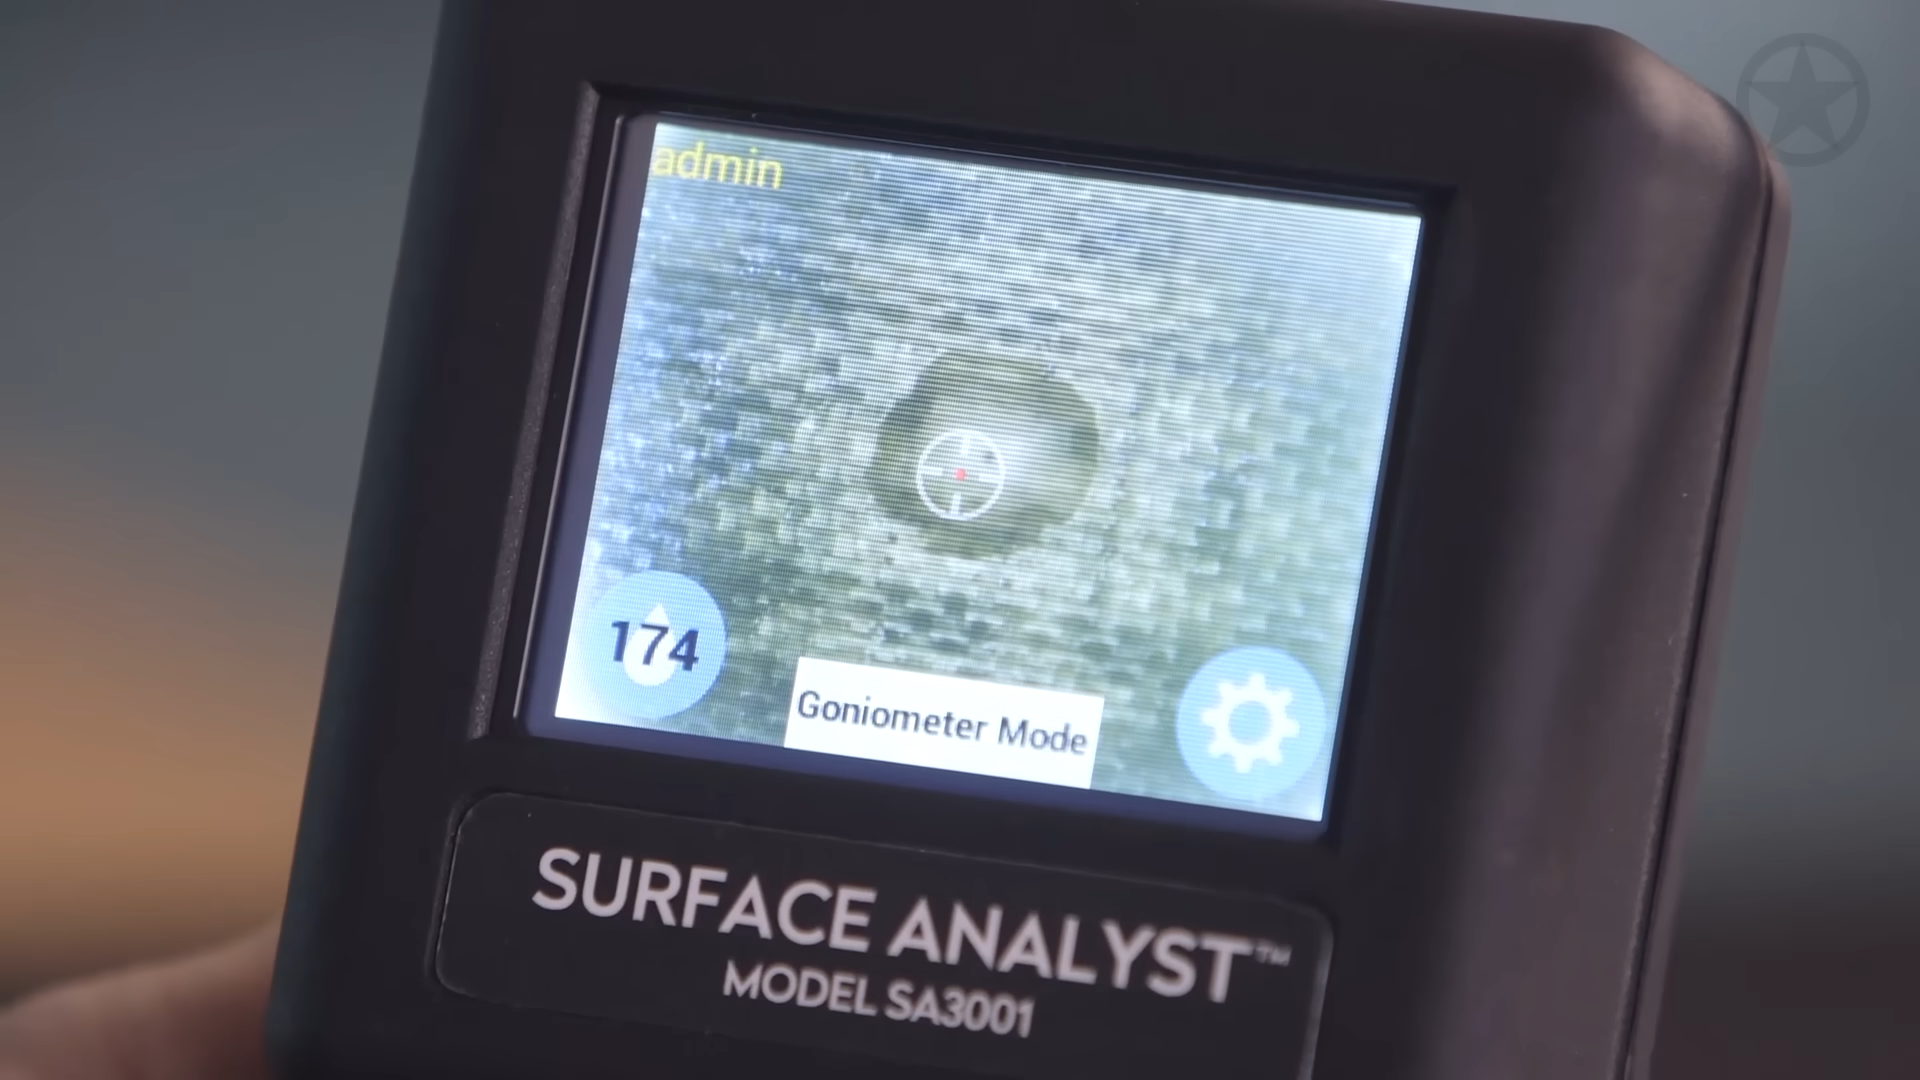 admin
174
Goniometer Mode
SURFACE ANALYST™
MODEL SA3001